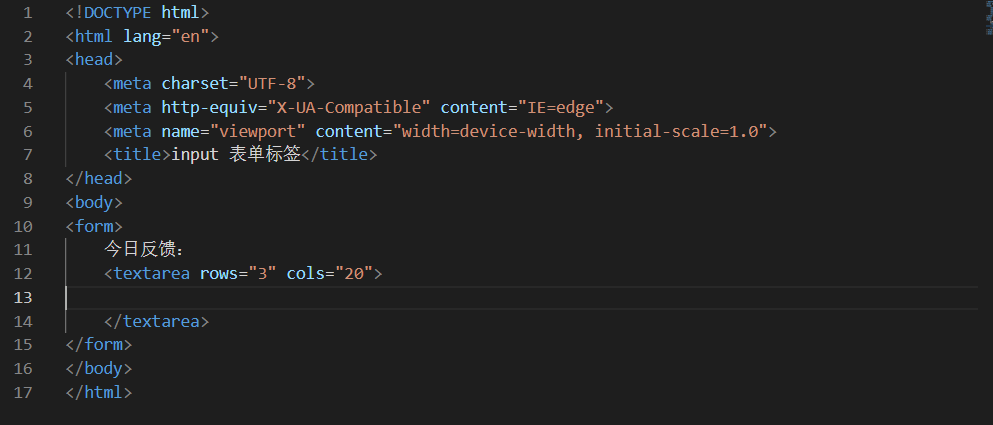 1 <!DOCTYPE html>
2 <html lang="en">
3 <head>
4     <meta charset="UTF-8">
5     <meta http-equiv="X-UA-Compatible" content="IE=edge">
6     <meta name="viewport" content="width=device-width, initial-scale=1.0">
7     <title>input 表单标签</title>
8 </head>
9 <body>
10 <form>
11     今日反馈：
12     <textarea rows="3" cols="20">
13
14     </textarea>
15 </form>
16 </body>
17 </html>